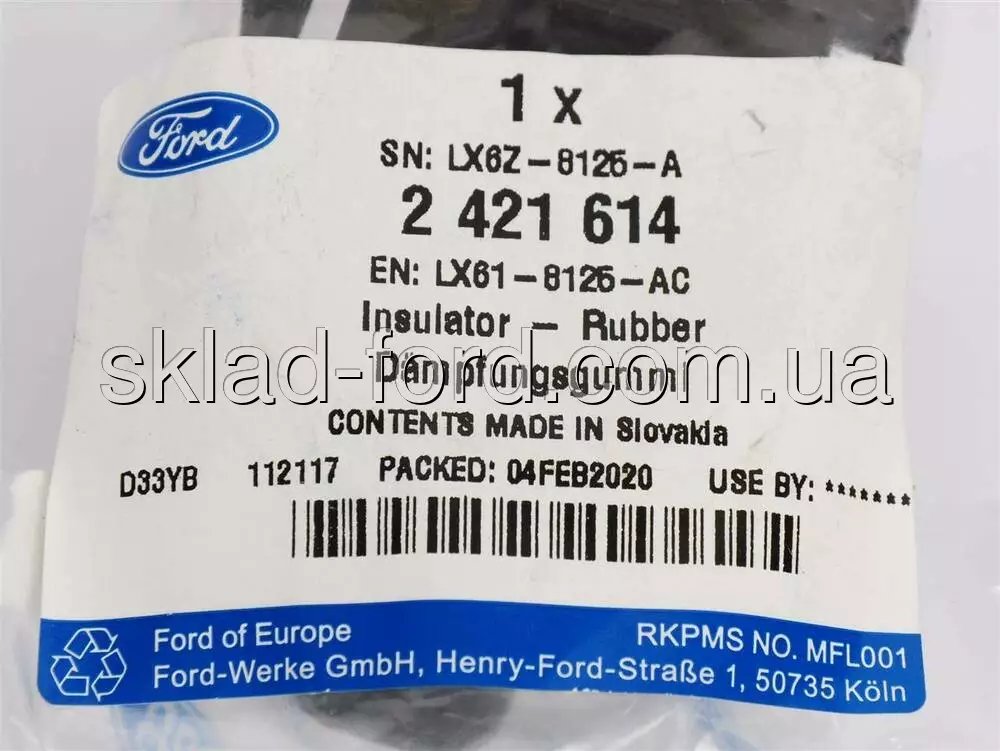 Ford
1 x
SN: LX6Z-8125-A
2 421 614
EN: LX61-8125-AC
Insulator - Rubber
sklad-ford.com.ua
Dämpfungsgummi
CONTENTS MADE IN Slovakia
D33YB 112117 PACKED: 04FEB2020 USE BY: *******
Ford of Europe
RKPMS NO. MFL001
Ford-Werke GmbH, Henry-Ford-Straße 1, 50735 Köln